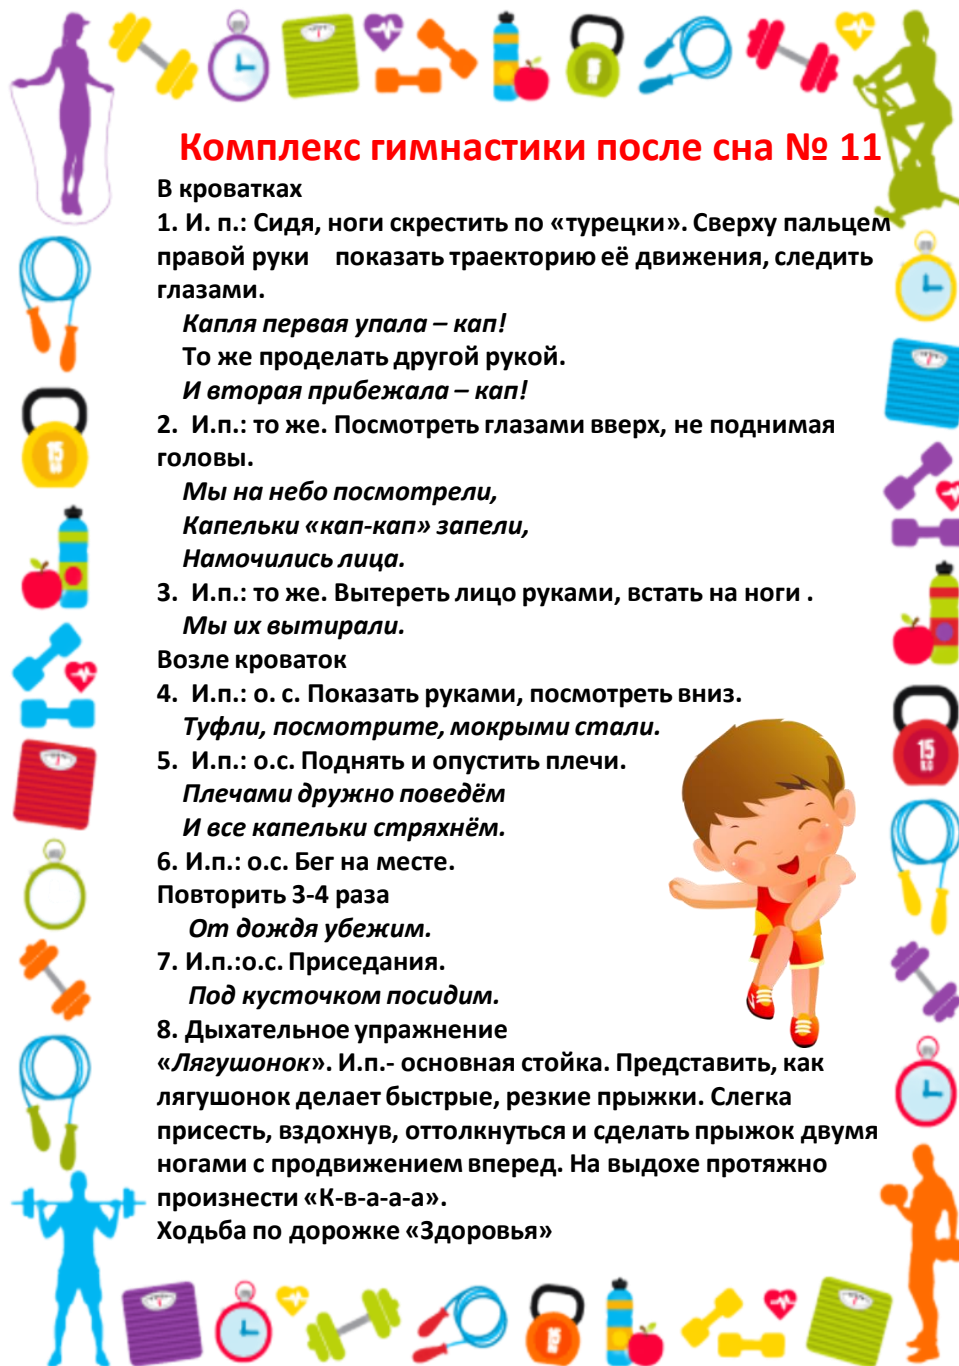 Комплекс гимнастики после сна № 11
В кроватках
1. И. п.: Сидя, ноги скрестить по «турецки». Сверху пальцем
правой руки показать траекторию её движения, следить
глазами.
Капля первая упала – кап!
То же проделать другой рукой.
И вторая прибежала – кап!
2. И.п.: то же. Посмотреть глазами вверх, не поднимая
головы.
Мы на небо посмотрели,
Капельки «кап-кап» запели,
Намочились лица.
3. И.п.: то же. Вытереть лицо руками, встать на ноги .
Мы их вытирали.
Возле кроваток
4. И.п.: о. с. Показать руками, посмотреть вниз.
Туфли, посмотрите, мокрыми стали.
5. И.п.: о.с. Поднять и опустить плечи.
Плечами дружно поведём
И все капельки стряхнём.
6. И.п.: о.с. Бег на месте.
Повторить 3-4 раза
От дождя убежим.
7. И.п.:о.с. Приседания.
Под кусточком посидим.
8. Дыхательное упражнение
«Лягушонок». И.п.- основная стойка. Представить, как
лягушонок делает быстрые, резкие прыжки. Слегка
присесть, вздохнув, оттолкнуться и сделать прыжок двумя
ногами с продвижением вперед. На выдохе протяжно
произнести «К-в-а-а-а».
Ходьба по дорожке «Здоровья»
15
KG